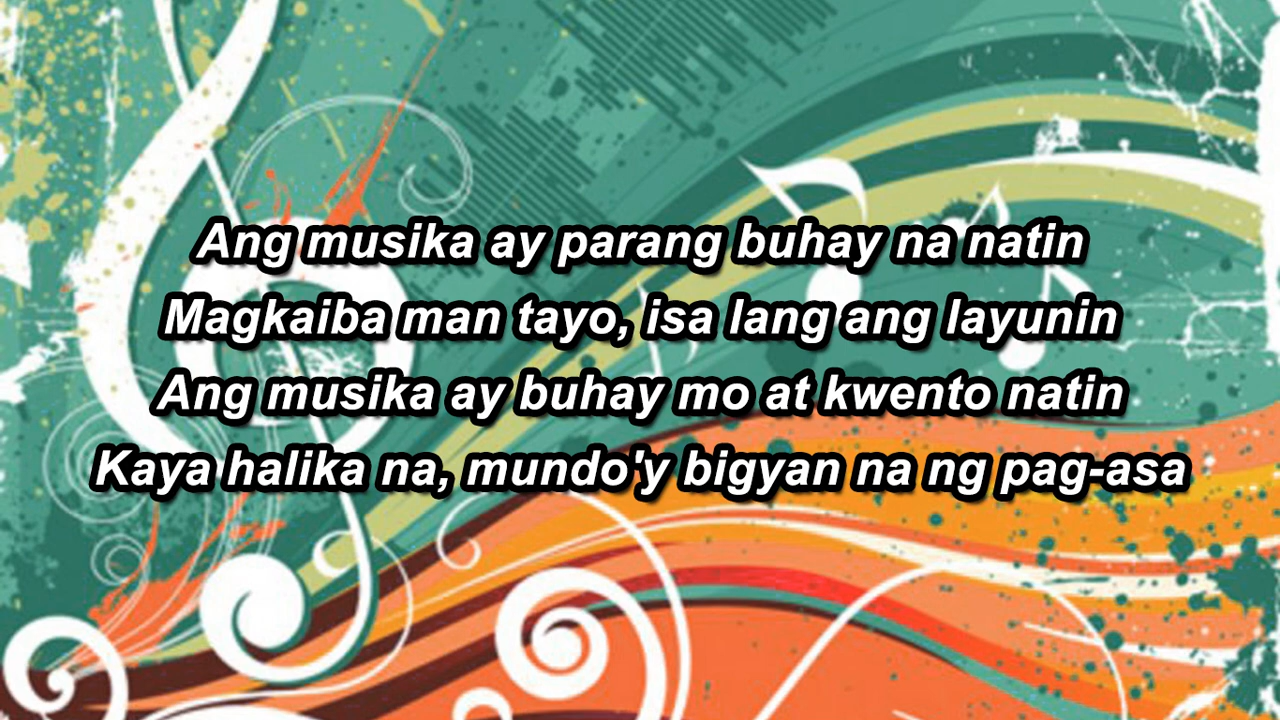 Ang musika ay parang buhay na natin
Magkaiba man tayo, isa lang ang layunin
Ang musika ay buhay mo at kwento natin
Kaya halika na, mundo'y bigyan na ng pag-asa